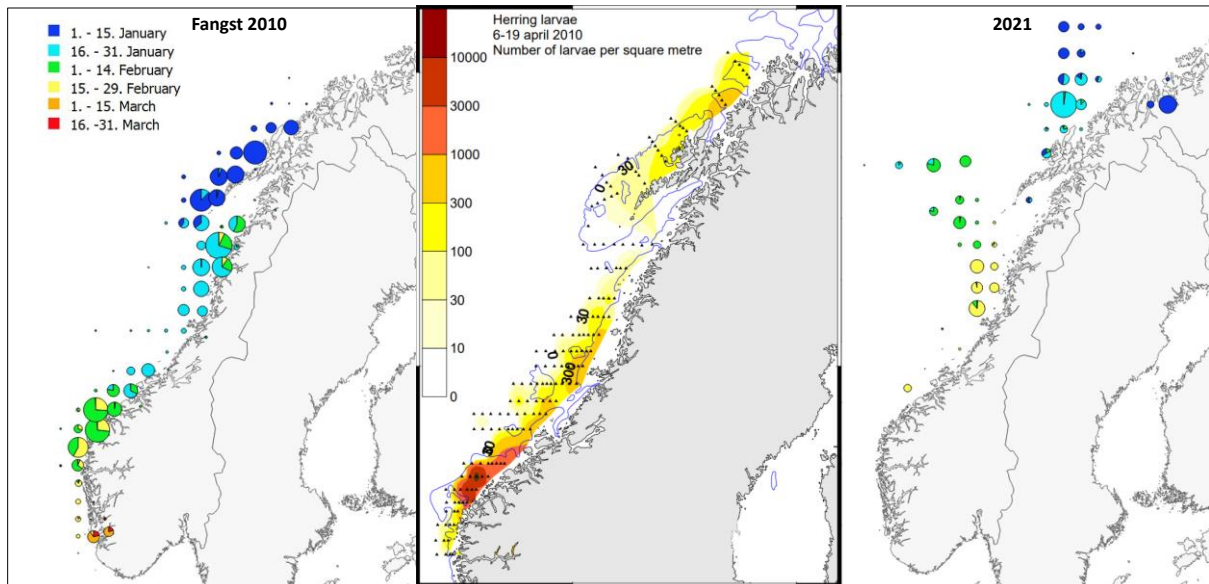 Fangst 2010
1. - 15. January
16. - 31. January
1. - 14. February
15. - 29. February
1. - 15. March
16. -31. March
Herring larvae
6-19 april 2010
Number of larvae per square metre
10000
3000
1000
300
100
30
10
0
30
0
30
0
300
30
2021